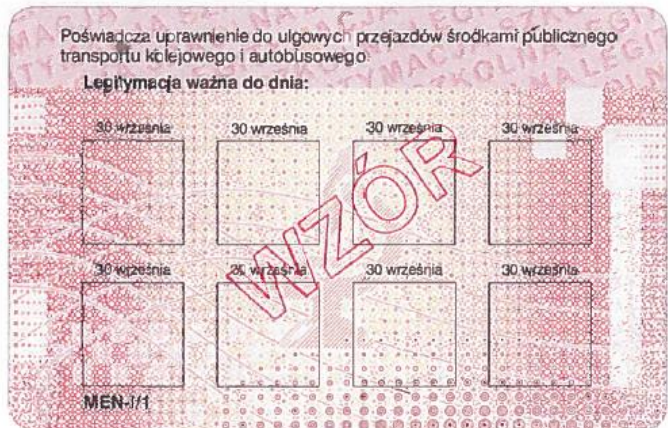 Poświadcza uprawnienie do ulgowych przejazdów środkami publicznego
transportu kolejowego i autobusowego.
Legitymacja ważna do dnia:
30 września 30 września 30 września 30 września
WZÓR
30 września 30 września 30 września 30 września
MEN-I/1